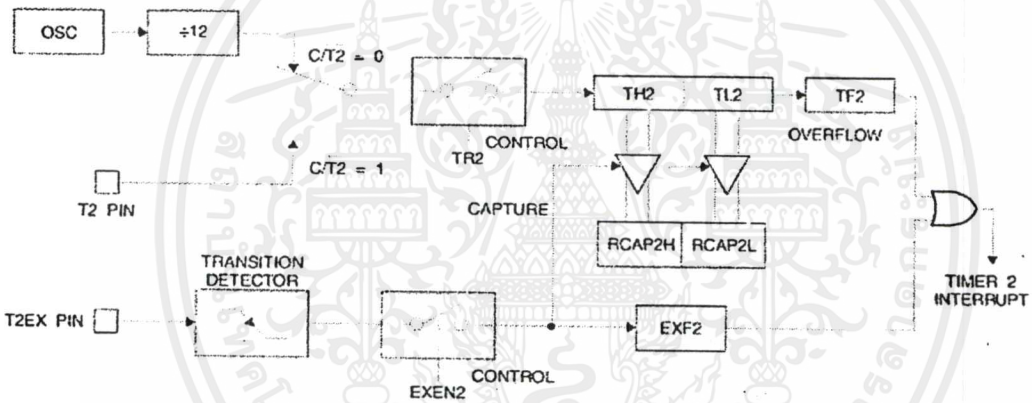 OSC
÷12
C/T2 = 0
TH2
TL2
TF2
CONTROL
OVERFLOW
TR2
C/T2 = 1
T2 PIN
CAPTURE
RCAP2H
RCAP2L
TRANSITION
DETECTOR
TIMER 2
INTERRUPT
T2EX PIN
EXF2
CONTROL
EXEN2